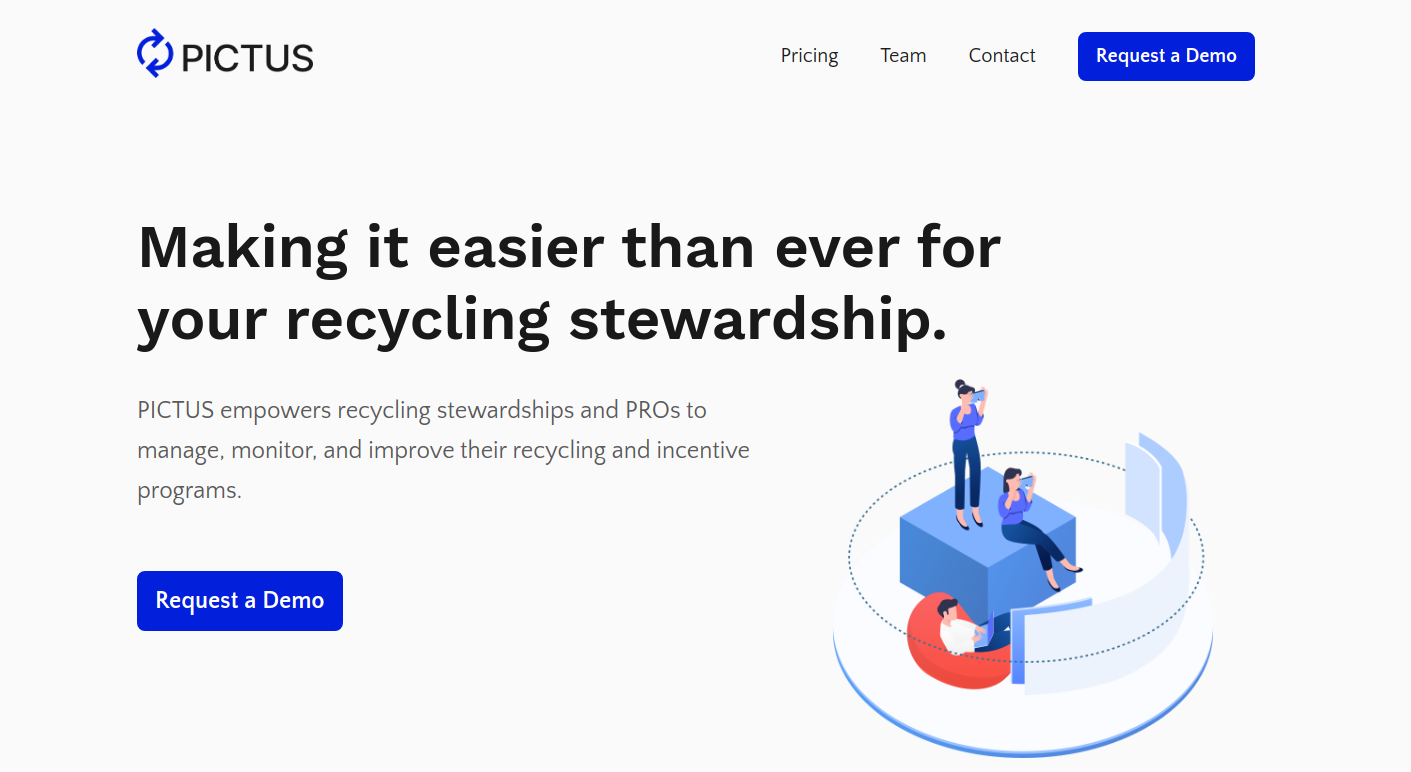 PICTUS
Pricing
Team
Contact
Request a Demo
Making it easier than ever for
your recycling stewardship.
PICTUS empowers recycling stewardships and PROs to
manage, monitor, and improve their recycling and incentive
programs.
Request a Demo